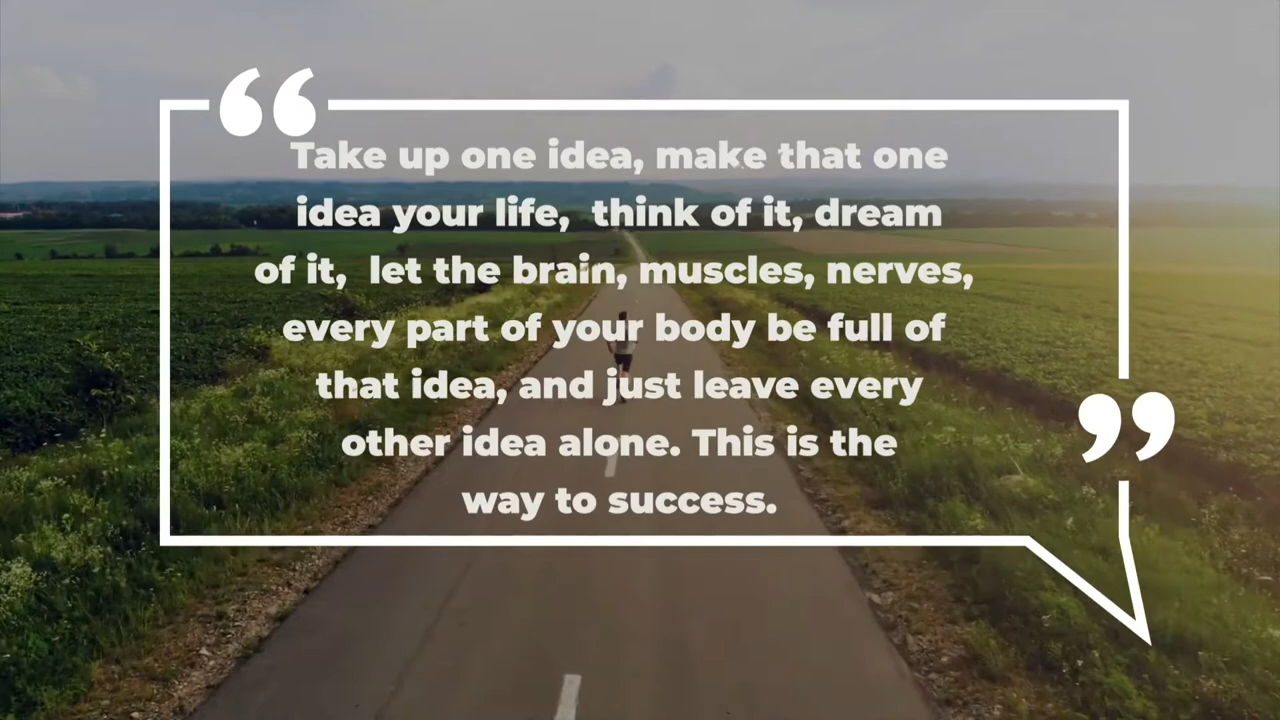 “
Take up one idea, make that one
idea your life,  think of it, dream
of it,  let the brain, muscles, nerves,
every part of your body be full of
that idea, and just leave every
other idea alone. This is the
way to success.
”